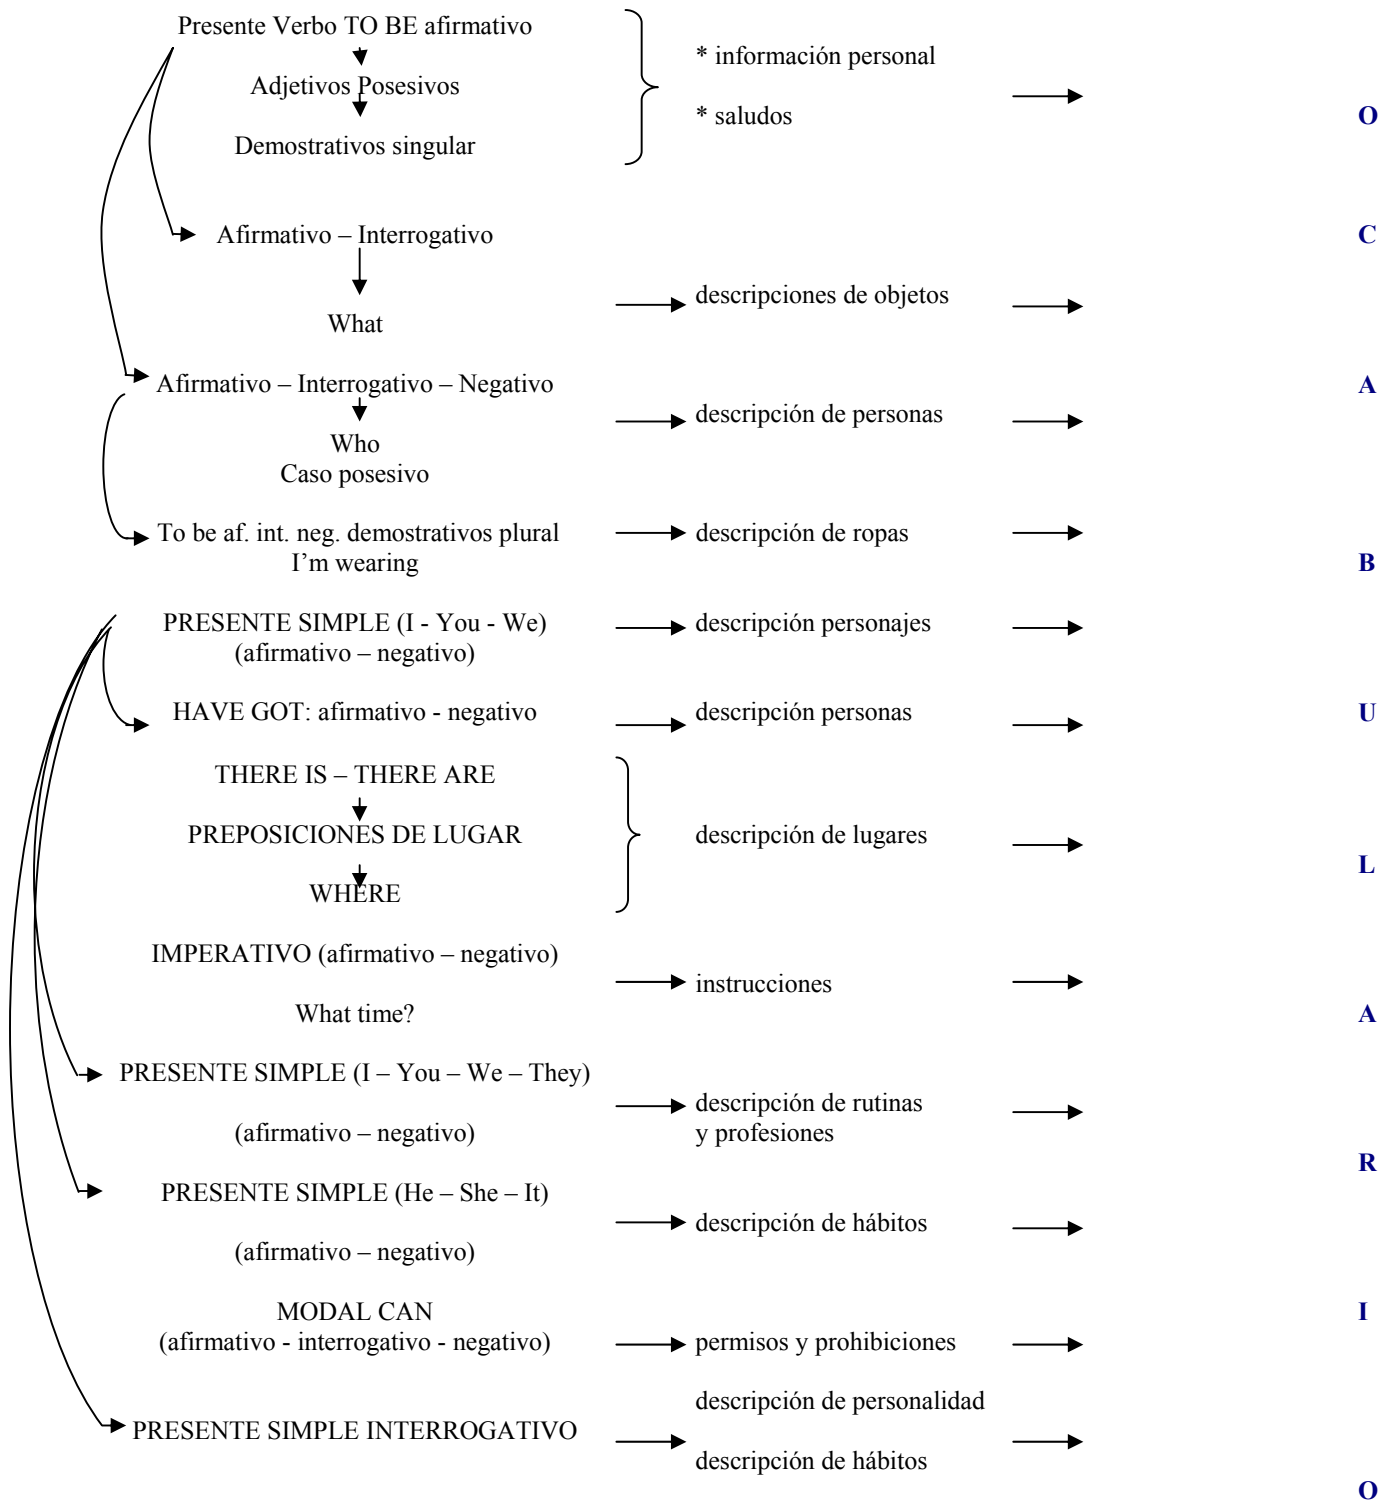 Presente Verbo TO BE afirmativo
* información personal
Adjetivos Posesivos
* saludos
O
Demostrativos singular
Afirmativo – Interrogativo
C
descripciones de objetos
What
Afirmativo – Interrogativo – Negativo
A
descripción de personas
Who
Caso posesivo
To be af. int. neg. demostrativos plural
descripción de ropas
I'm wearing
B
PRESENTE SIMPLE (I - You - We)
descripción personajes
(afirmativo – negativo)
HAVE GOT: afirmativo - negativo
descripción personas
U
THERE IS – THERE ARE
PREPOSICIONES DE LUGAR
descripción de lugares
L
WHERE
IMPERATIVO (afirmativo – negativo)
instrucciones
What time?
A
PRESENTE SIMPLE (I – You – We – They)
descripción de rutinas
y profesiones
(afirmativo – negativo)
R
PRESENTE SIMPLE (He – She – It)
descripción de hábitos
(afirmativo – negativo)
MODAL CAN
I
(afirmativo - interrogativo - negativo)
permisos y prohibiciones
descripción de personalidad
PRESENTE SIMPLE INTERROGATIVO
descripción de hábitos
O